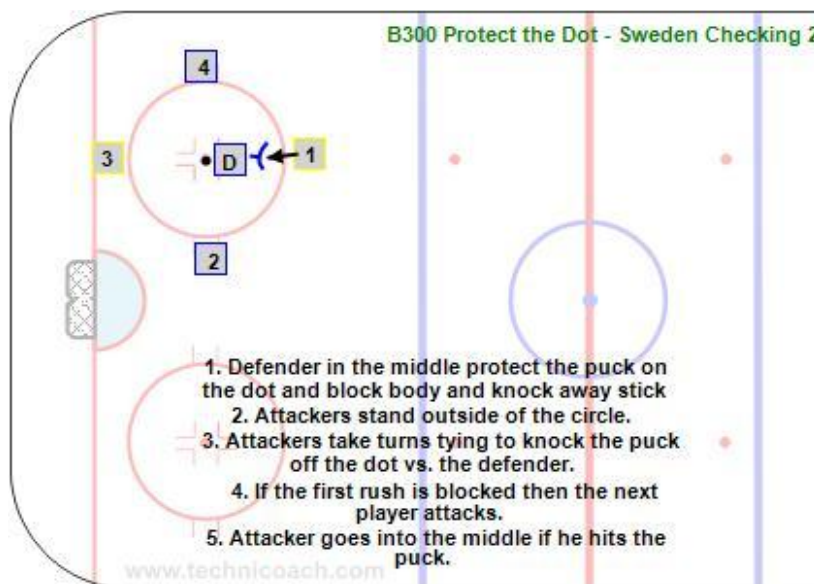 B300 Protect the Dot - Sweden Checking 2
4
3
D
1
2
1. Defender in the middle protect the puck on
the dot and block body and knock away stick
2. Attackers stand outside of the circle.
3. Attackers take turns tying to knock the puck
off the dot vs. the defender.
4. If the first rush is blocked then the next
player attacks.
5. Attacker goes into the middle if he hits the
puck.
www.technicoach.com